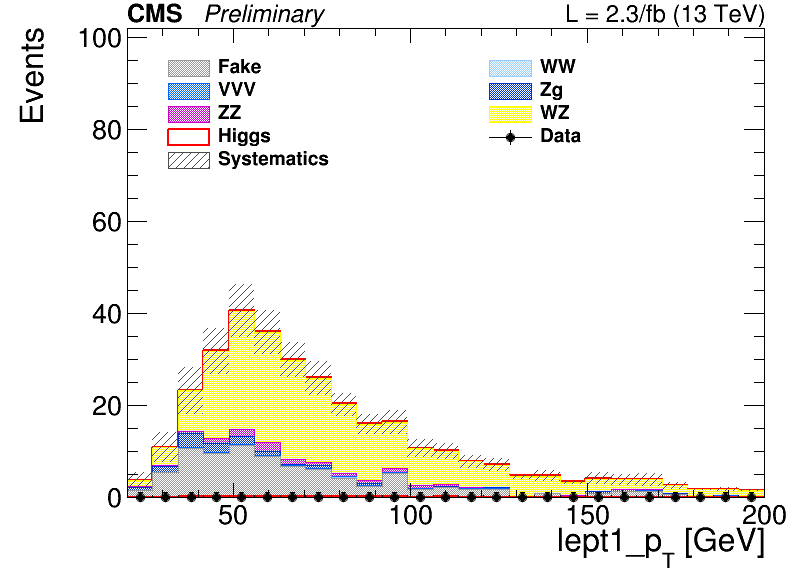 CMS Preliminary L = 2.3/fb (13 TeV)
Events
100
80
60
40
20
0
Fake WW
VVV Zg
ZZ WZ
Higgs Data
Systematics
50 100 150 200
lept1_p_T [GeV]